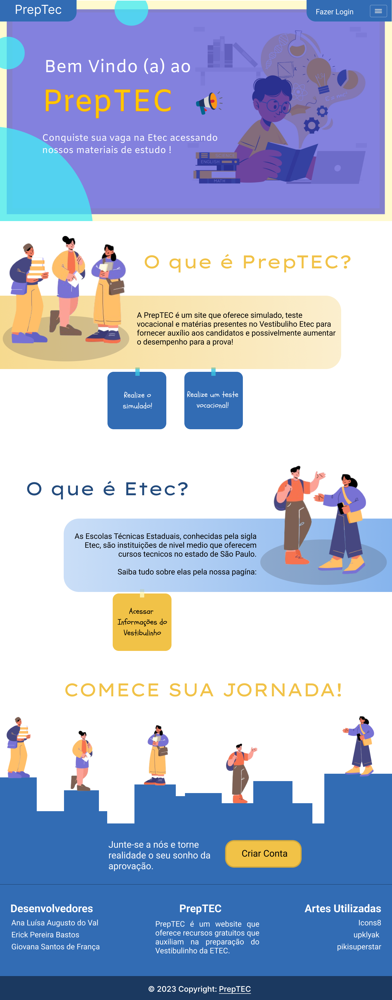 PrepTec
Fazer Login
Bem Vindo (a) ao
PrepTEC
Conquiste sua vaga na Etec acessando
nossos materiais de estudo !
x
E = mc
SCIENCE
ENGLISH
MATH
O que é PrepTEC?
A PrepTEC é um site que oferece simulado, teste
vocacional e matérias presentes no Vestibuliho Etec para
fornecer auxílio aos candidatos e possivelmente aumentar
o desempenho para a prova!
Realize o
simulado!
Realize um teste
vocacional!
O que é Etec?
As Escolas Técnicas Estaduais, conhecidas pela sigla
Etec, são instituições de nivel medio que oferecem
cursos tecnicos no estado de São Paulo.
Saiba tudo sobre elas pela nossa pagína:
Acessar
Informações do
Vestibulinho
COMECE SUA JORNADA!
Junte-se a nós e torne
realidade o seu sonho da
aprovação.
Criar Conta
Desenvolvedores
Ana Luísa Augusto do Val
Erick Pereira Bastos
Giovana Santos de França
PrepTEC
PrepTEC é um website que
oferece recursos gratuitos que
auxiliam na preparação do
Vestibulinho da ETEC.
Artes Utilizadas
Icons8
upklyak
pikisuperstar
© 2023 Copyright: PrepTEC